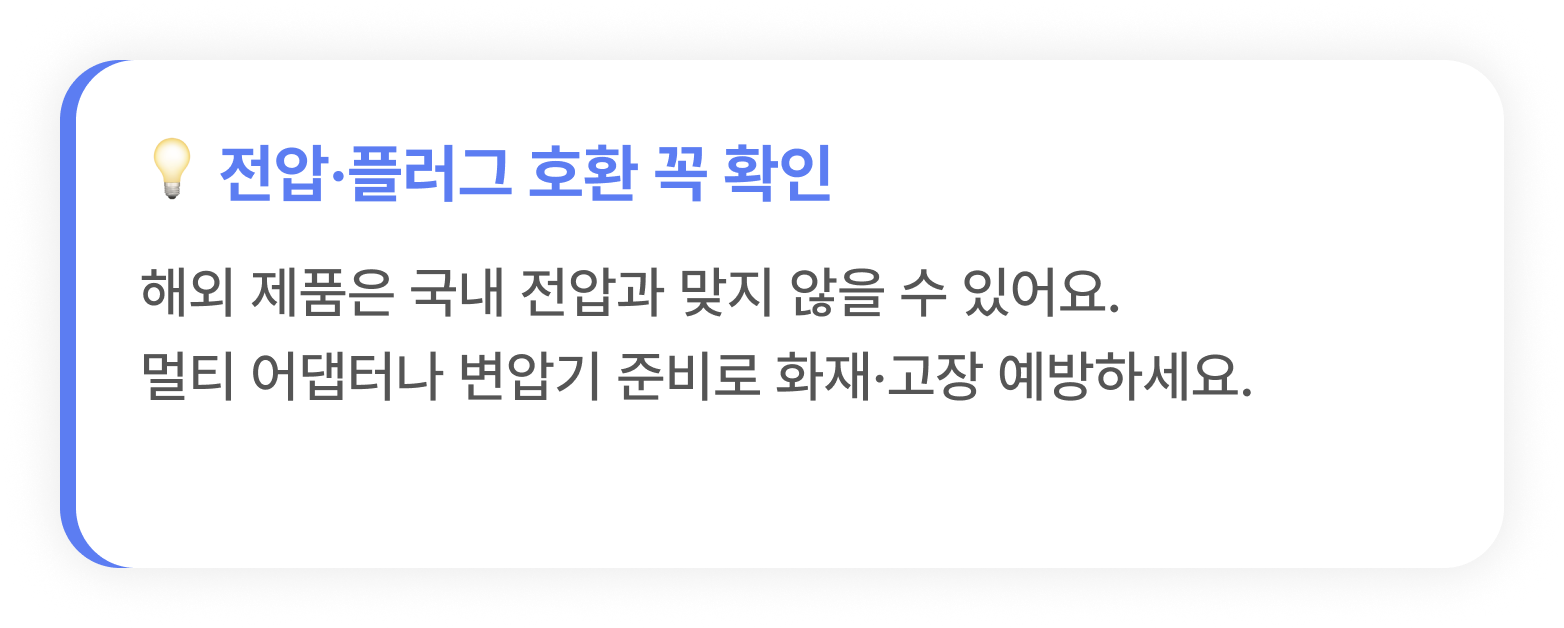 💡 전압·플러그 호환 꼭 확인
해외 제품은 국내 전압과 맞지 않을 수 있어요.
멀티 어댑터나 변압기 준비로 화재·고장 예방하세요.